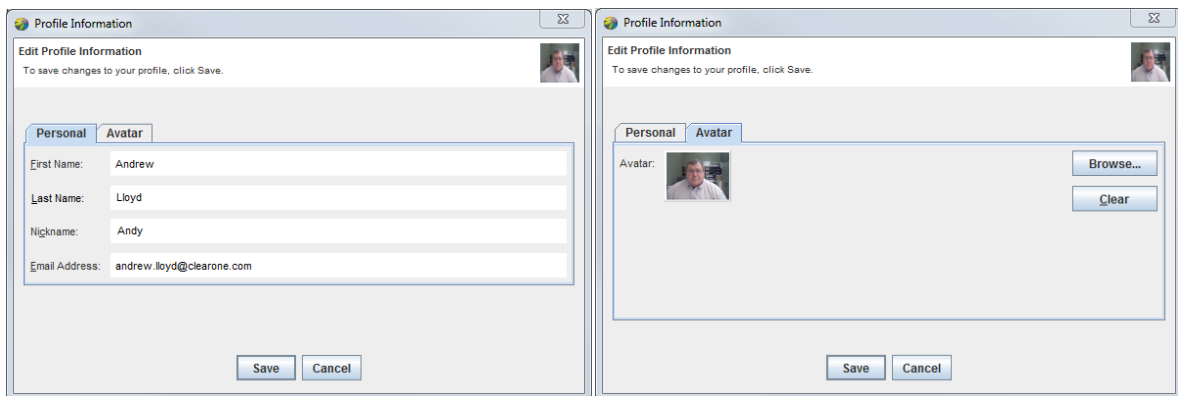 Profile Information
Edit Profile Information
To save changes to your profile, click Save.
Personal Avatar
First Name: Andrew
Last Name: Lloyd
Nickname: Andy
Email Address: andrew.lloyd@clearone.com
Save Cancel
Profile Information
Edit Profile Information
To save changes to your profile, click Save.
Personal Avatar
Avatar: Browse...
Clear
Save Cancel